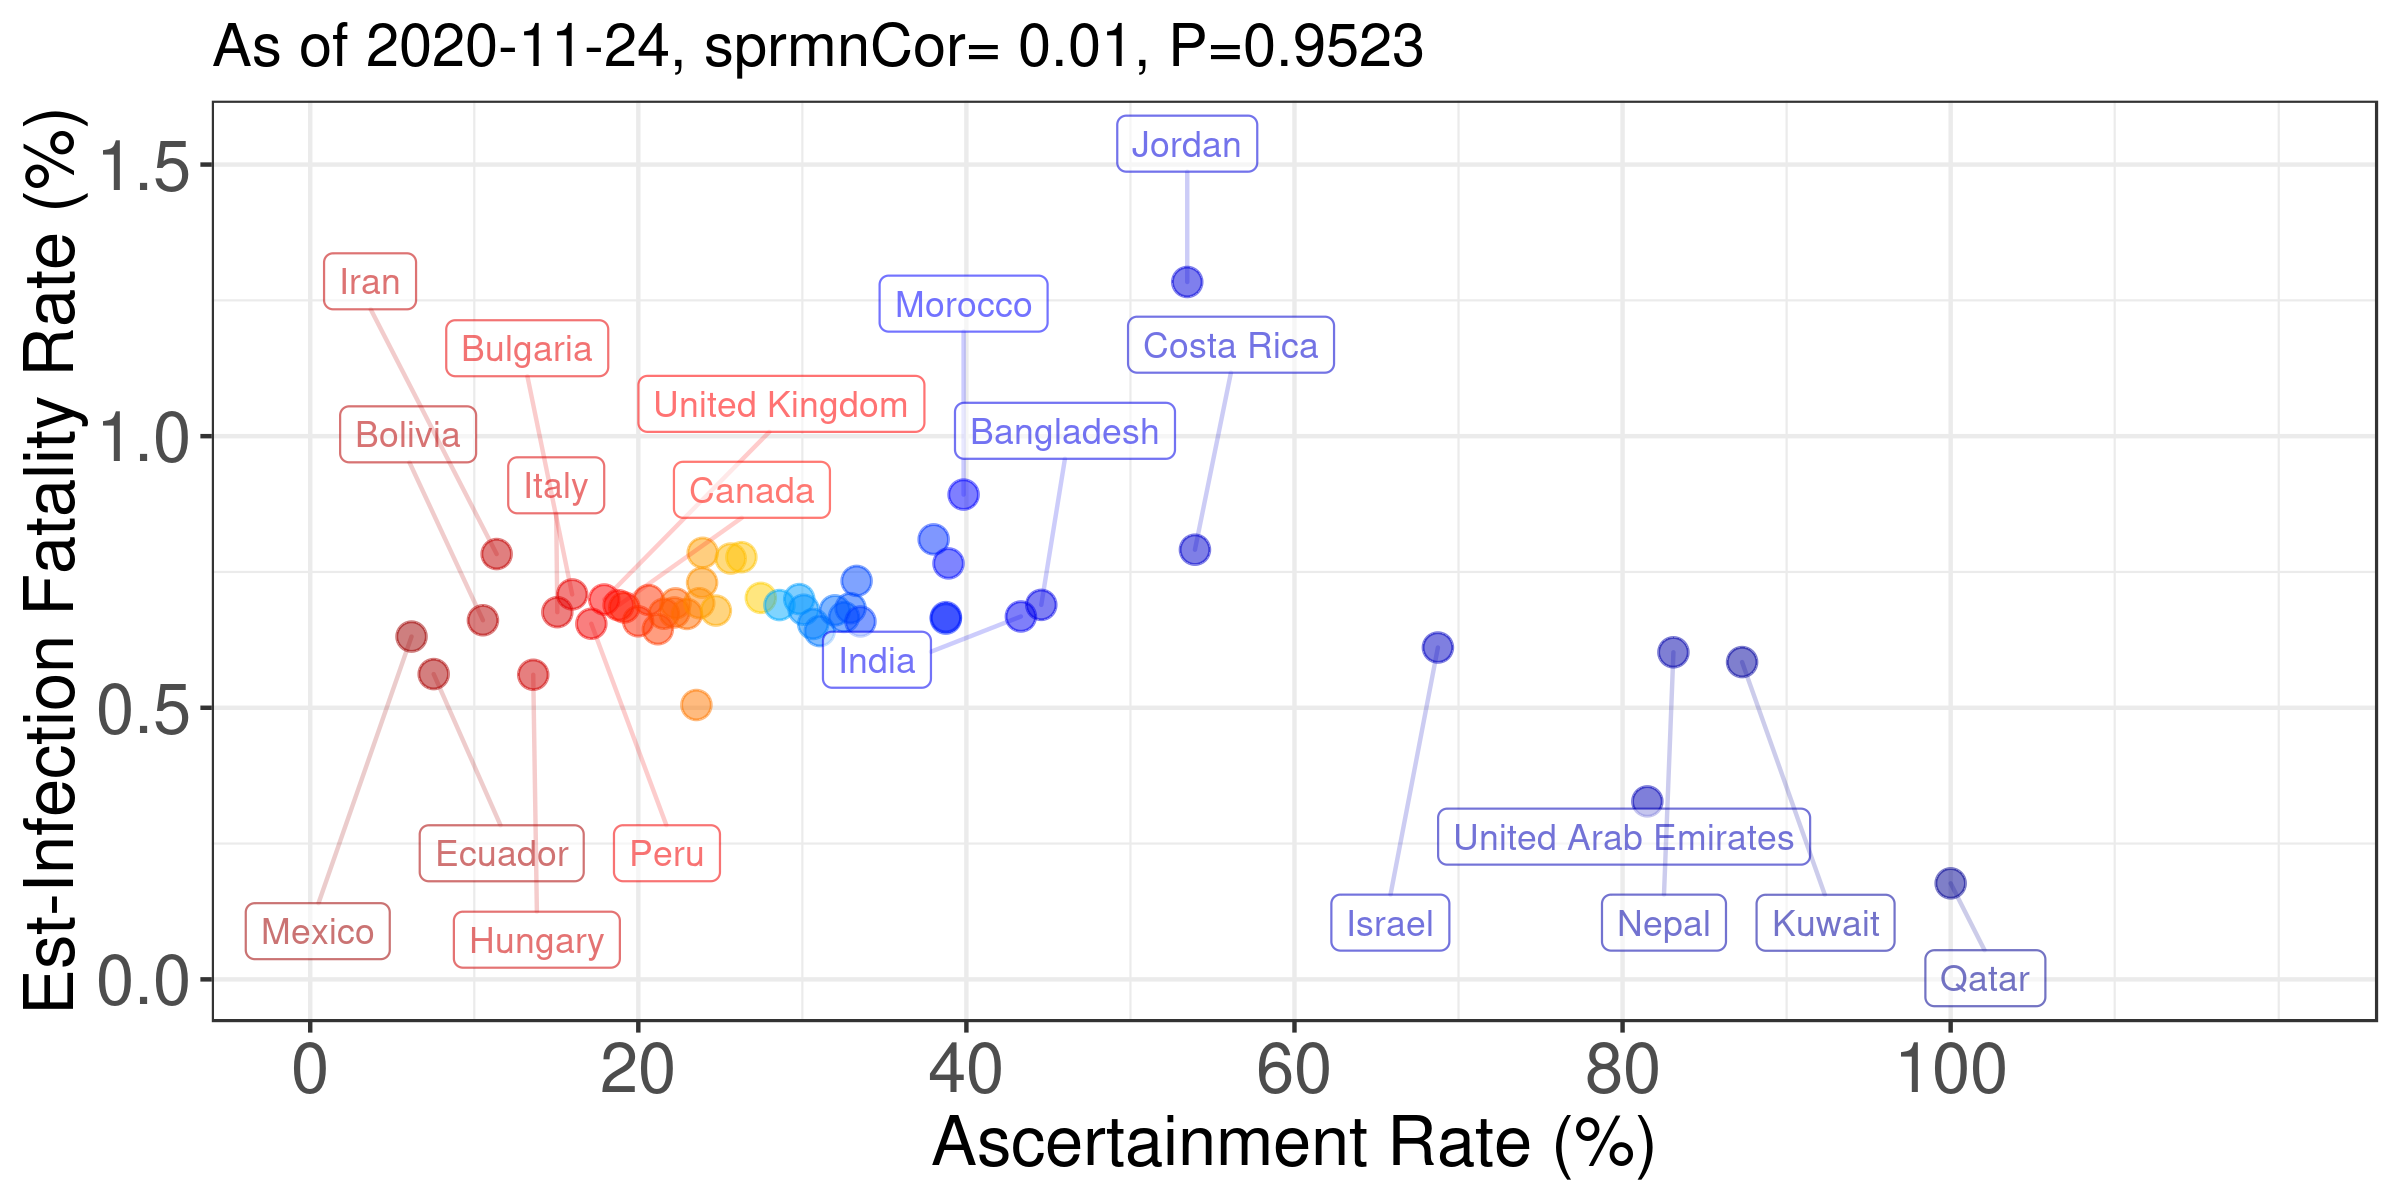 As of 2020-11-24, sprmnCor= 0.01, P=0.9523
Est-Infection Fatality Rate (%)
1.5
1.0
0.5
0.0
Jordan
Iran
Morocco
Bulgaria
Costa Rica
United Kingdom
Bolivia
Bangladesh
Italy
Canada
India
United Arab Emirates
Ecuador
Peru
Mexico
Hungary
Israel
Nepal
Kuwait
Qatar
0 20 40 60 80 100
Ascertainment Rate (%)